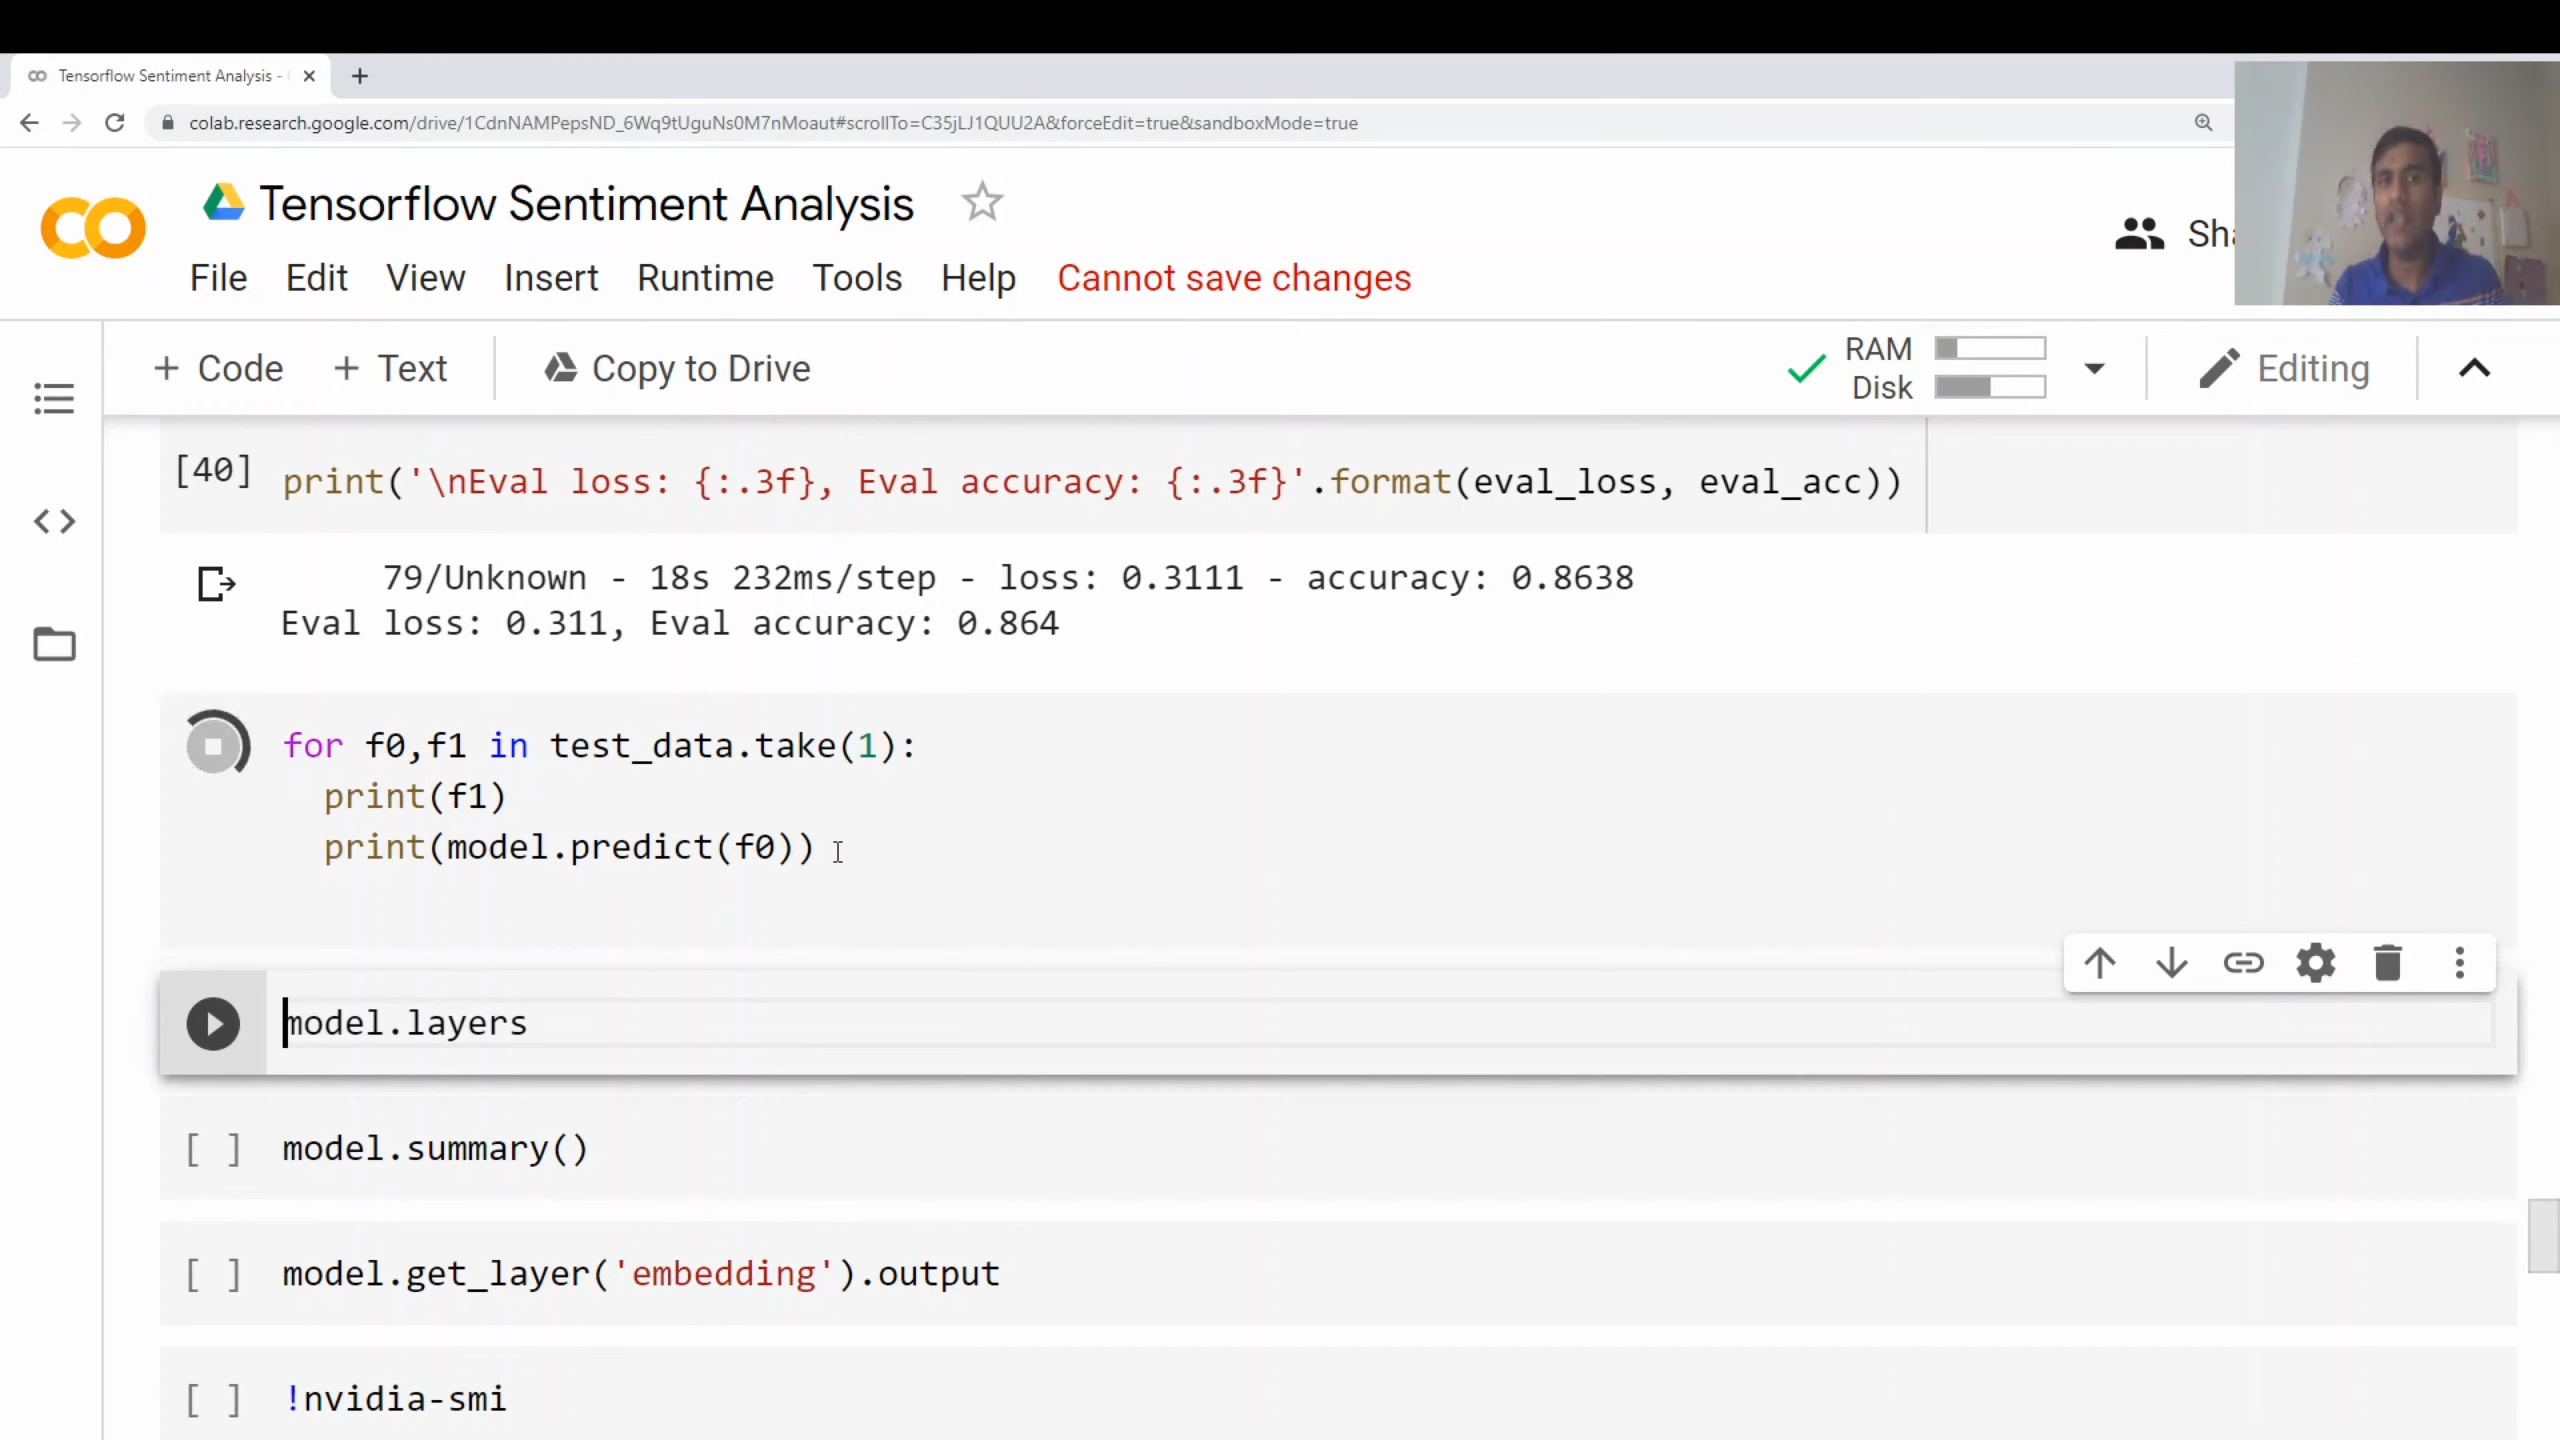 Tensorflow Sentiment Analysis -
colab.research.google.com/drive/1CdnNAMPepsND_6Wq9tUguNs0M7nMoaut#scrollTo=C35jLJ1QUU2A&forceEdit=true&sandboxMode=true
Tensorflow Sentiment Analysis
File Edit View Insert Runtime Tools Help Cannot save changes
+ Code + Text Copy to Drive
RAM
Disk
Editing
[40] print('\nEval loss: {:.3f}, Eval accuracy: {:.3f}'.format(eval_loss, eval_acc))
79/Unknown - 18s 232ms/step - loss: 0.3111 - accuracy: 0.8638
Eval loss: 0.311, Eval accuracy: 0.864
for f0,f1 in test_data.take(1):
print(f1)
print(model.predict(f0))
model.layers
[ ] model.summary()
[ ] model.get_layer('embedding').output
[ ] !nvidia-smi